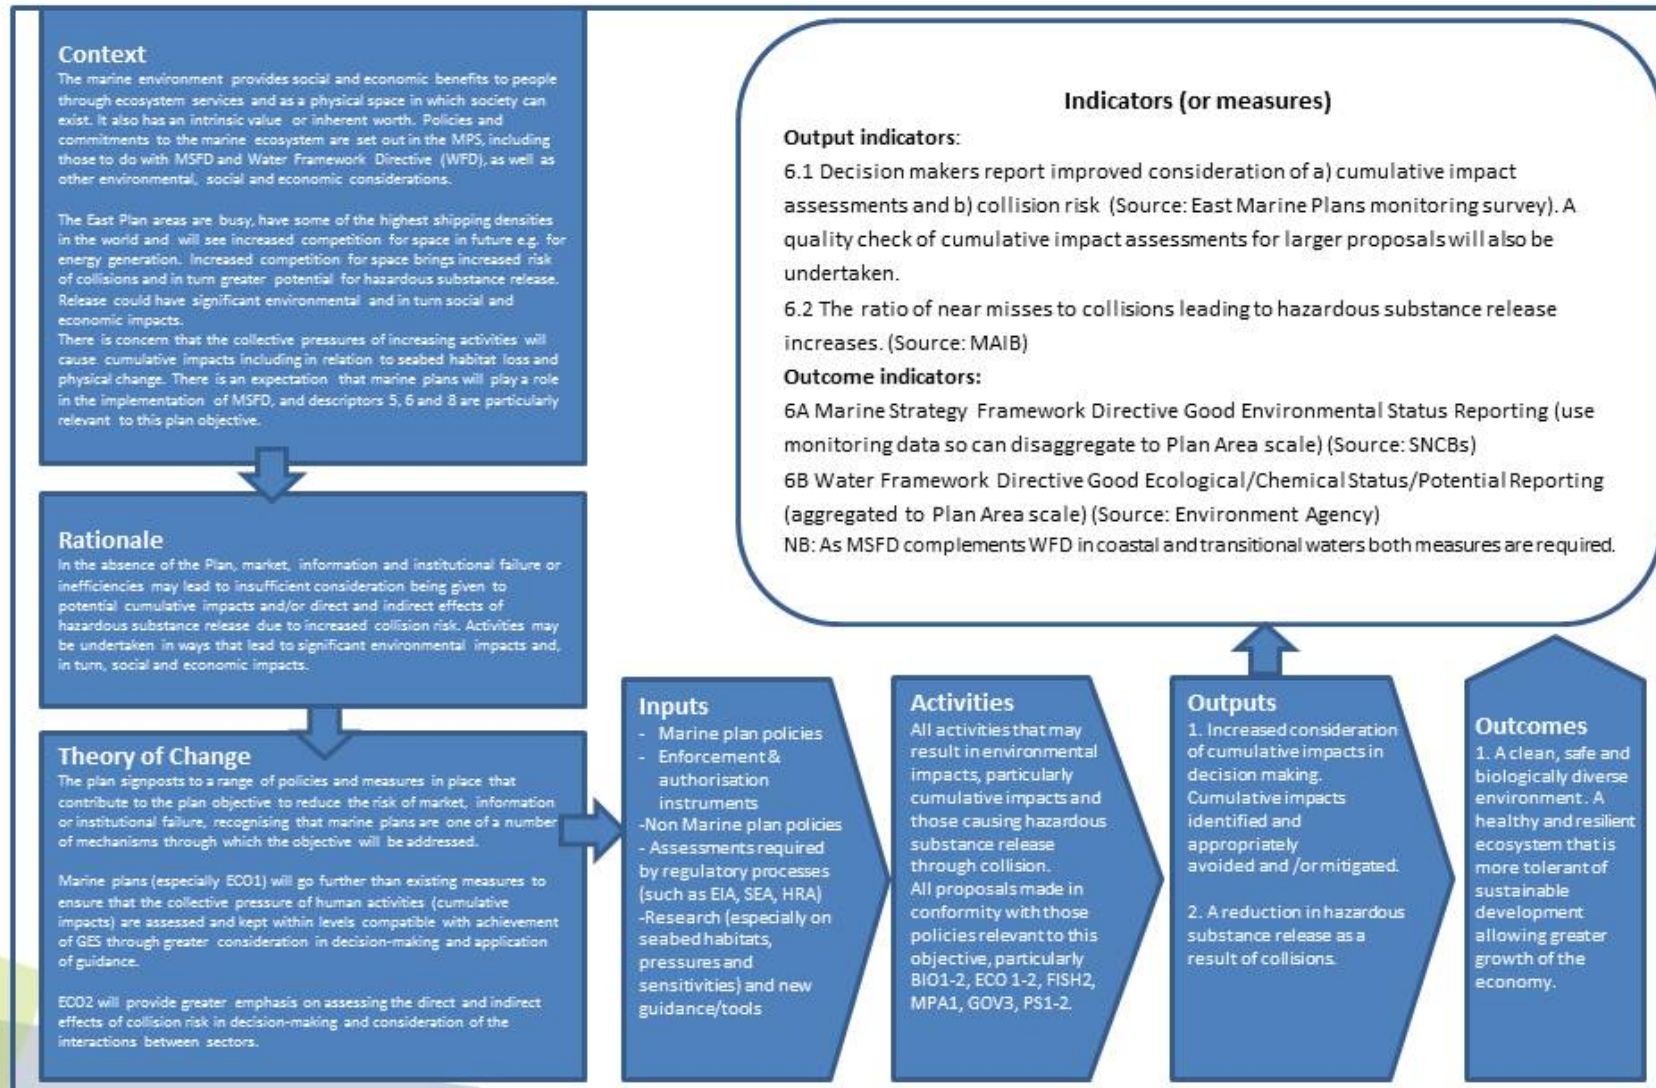 Context
The marine environment provides social and economic benefits to people
through ecosystem services and as a physical space in which society can
exist. It also has an intrinsic value or inherent worth. Policies and
commitments to the marine ecosystem are set out in the MPS, including
those to do with MSFD and Water Framework Directive (WFD), as well as
other environmental, social and economic considerations.
The East Plan areas are busy, have some of the highest shipping densities
in the world and will see increased competition for space in future e.g. for
energy generation. Increased competition for space brings increased risk
of collisions and in turn greater potential for hazardous substance release.
Release could have significant environmental and in turn social and
economic impacts.
There is concern that the collective pressures of increasing activities will
cause cumulative impacts including in relation to seabed habitat loss and
physical change. There is an expectation that marine plans will play a role
in the implementation of MSFD, and descriptors 5, 6 and 8 are particularly
relevant to this plan objective.
Rationale
In the absence of the Plan, market, information and institutional failure or
inefficiencies may lead to insufficient consideration being given to
potential cumulative impacts and/or direct and indirect effects of
hazardous substance release due to increased collision risk. Activities may
be undertaken in ways that lead to significant environmental impacts and,
in turn, social and economic impacts.
Theory of Change
The plan signposts to a range of policies and measures in place that
contribute to the plan objective to reduce the risk of market, information
or institutional failure, recognising that marine plans are one of a number
of mechanisms through which the objective will be addressed.
Marine plans (especially ECO1) will go further than existing measures to
ensure that the collective pressure of human activities (cumulative
impacts) are assessed and kept within levels compatible with achievement
of GES through greater consideration in decision-making and application
of guidance.
ECO2 will provide greater emphasis on assessing the direct and indirect
effects of collision risk in decision-making and consideration of the
interactions between sectors.
Inputs
- Marine plan policies
- Enforcement &
authorisation
instruments
-Non Marine plan policies
- Assessments required
by regulatory processes
(such as EIA, SEA, HRA)
-Research (especially on
seabed habitats,
pressures and
sensitivities) and new
guidance/tools
Activities
All activities that may
result in environmental
impacts, particularly
cumulative impacts and
those causing hazardous
substance release
through collision.
All proposals made in
conformity with those
policies relevant to this
objective, particularly
BIO1-2, ECO 1-2, FISH2,
MPA1, GOV3, PS1-2.
Outputs
1. Increased consideration
of cumulative impacts in
decision making.
Cumulative impacts
identified and
appropriately
avoided and /or mitigated.
2. A reduction in hazardous
substance release as a
result of collisions.
Outcomes
1. A clean, safe and
biologically diverse
environment. A
healthy and resilient
ecosystem that is
more tolerant of
sustainable
development
allowing greater
growth of the
economy.
Indicators (or measures)
Output indicators:
6.1 Decision makers report improved consideration of a) cumulative impact
assessments and b) collision risk (Source: East Marine Plans monitoring survey). A
quality check of cumulative impact assessments for larger proposals will also be
undertaken.
6.2 The ratio of near misses to collisions leading to hazardous substance release
increases. (Source: MAIB)
Outcome indicators:
6A Marine Strategy Framework Directive Good Environmental Status Reporting (use
monitoring data so can disaggregate to Plan Area scale) (Source: SNCBs)
6B Water Framework Directive Good Ecological/Chemical Status/Potential Reporting
(aggregated to Plan Area scale) (Source: Environment Agency)
NB: As MSFD complements WFD in coastal and transitional waters both measures are required.